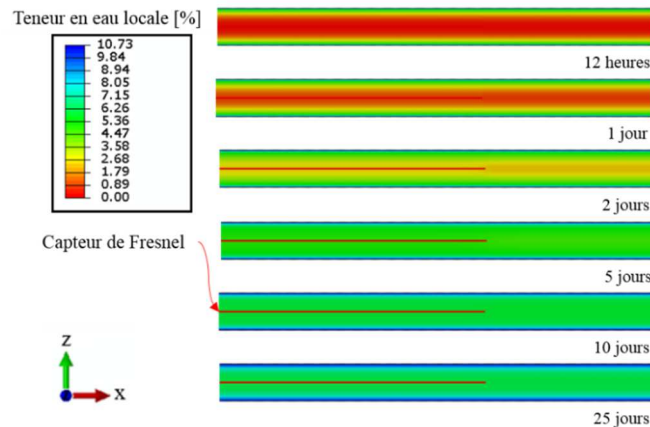 Teneur en eau locale [%]
10.73
9.84
8.94
8.05
7.15
6.26
5.36
4.47
3.58
2.68
1.79
0.89
0.00
12 heures
1 jour
2 jours
Capteur de Fresnel
5 jours
10 jours
Z
X
25 jours